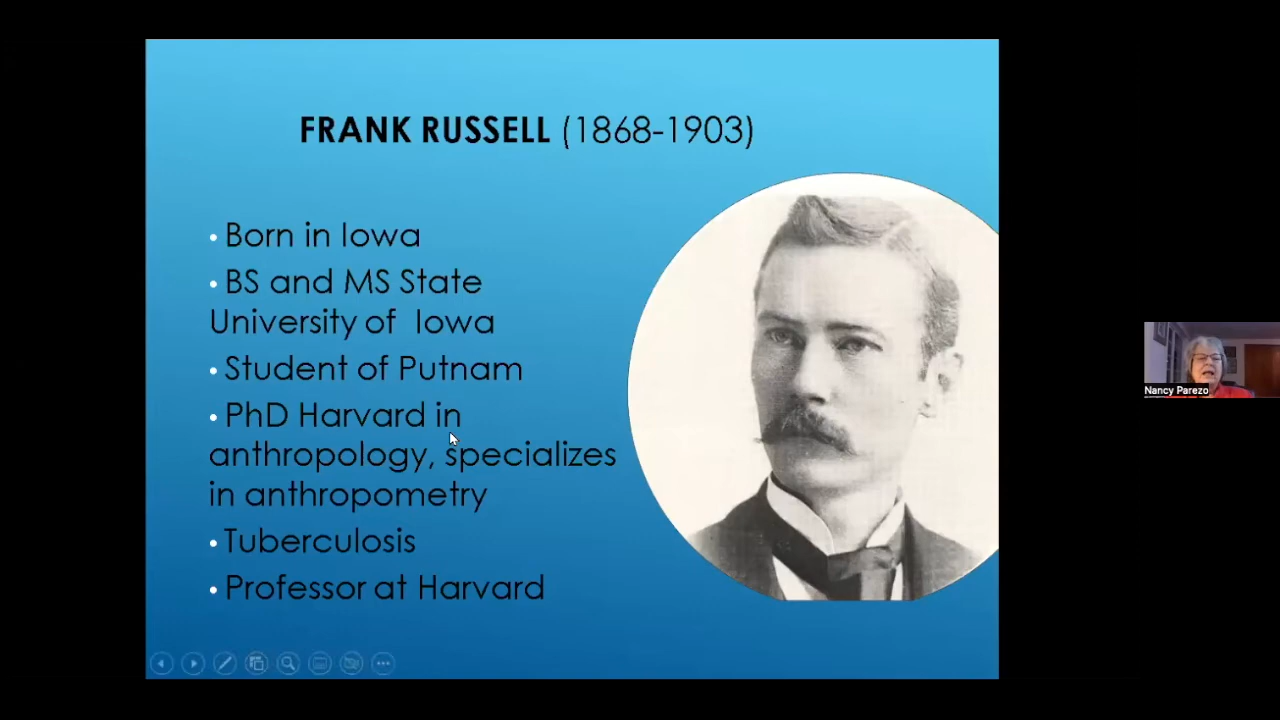 FRANK RUSSELL (1868-1903)
• Born in Iowa
• BS and MS State
University of Iowa
• Student of Putnam
• PhD Harvard in
anthropology, specializes
in anthropometry
• Tuberculosis
• Professor at Harvard
Nancy Parezo